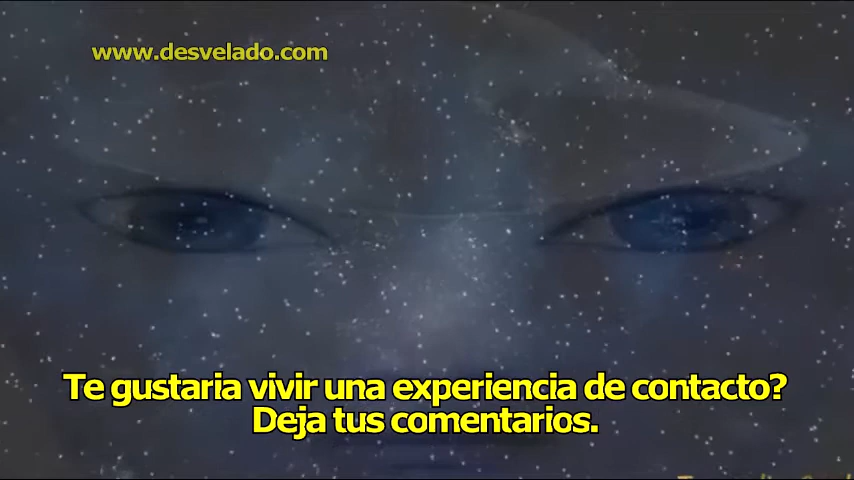 www.desvelado.com
Te gustaria vivir una experiencia de contacto?
Deja tus comentarios.